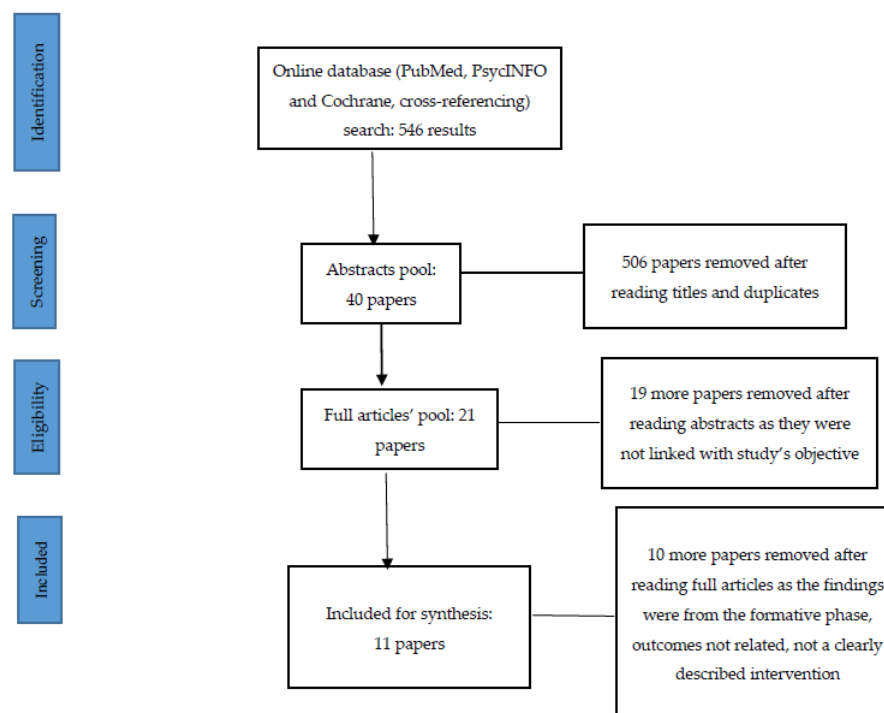 Identification
Online database (PubMed, PsycINFO
and Cochrane, cross-referencing)
search: 546 results
Screening
Abstracts pool:
40 papers
506 papers removed after
reading titles and duplicates
Eligibility
Full articles’ pool: 21
papers
19 more papers removed after
reading abstracts as they were
not linked with study’s objective
Included
Included for synthesis:
11 papers
10 more papers removed after
reading full articles as the findings
were from the formative phase,
outcomes not related, not a clearly
described intervention